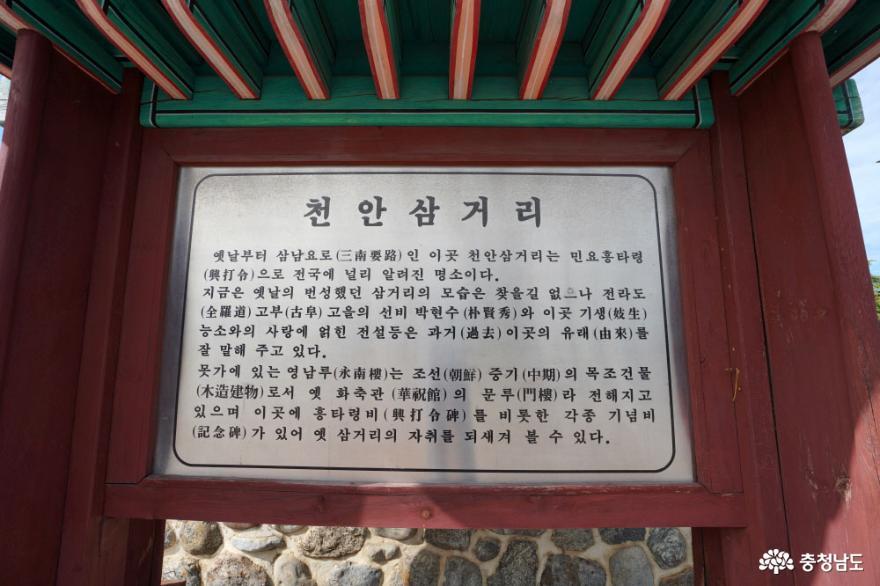 천안삼거리
옛날부터 삼남요로(三南要路)인 이곳 천안삼거리는 민요흥타령
(興打令)으로 전국에 널리 알려진 명소이다.
지금은 옛날의 번성했던 삼거리의 모습은 찾을길 없으나 전라도
(全羅道)고부(古阜)고을의 선비 박현수(朴賢秀)와 이곳 기생(妓生)
능소와의 사랑에 얽힌 전설등은 과거(過去)이곳의 유래(由來)를
잘 말해 주고 있다.
못가에 있는 영남루(永南樓)는 조선(朝鮮) 중기(中期)의 목조건물
(木造建物)로서 옛 화축관(華祝館)의 문루(門樓)라 전해지고
있으며 이곳에 흥타령비(興打令碑)를 비롯한 각종 기념비
(記念碑)가 있어 옛 삼거리의 자취를 되새겨 볼 수 있다.
충청남도